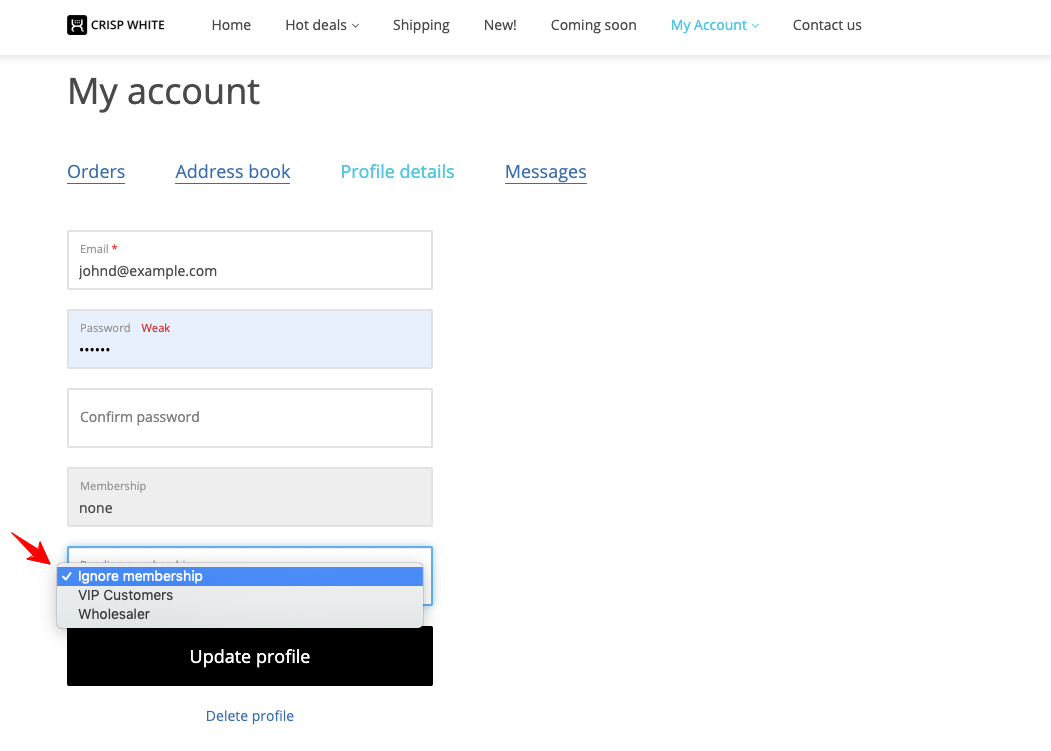 CRISP WHITE Home Hot deals Shipping New! Coming soon My Account Contact us
My account
Orders Address book Profile details Messages
Email *
johnd@example.com
Password Weak
••••••
Confirm password
Membership
none
✓ Ignore membership
VIP Customers
Wholesaler
Update profile
Delete profile